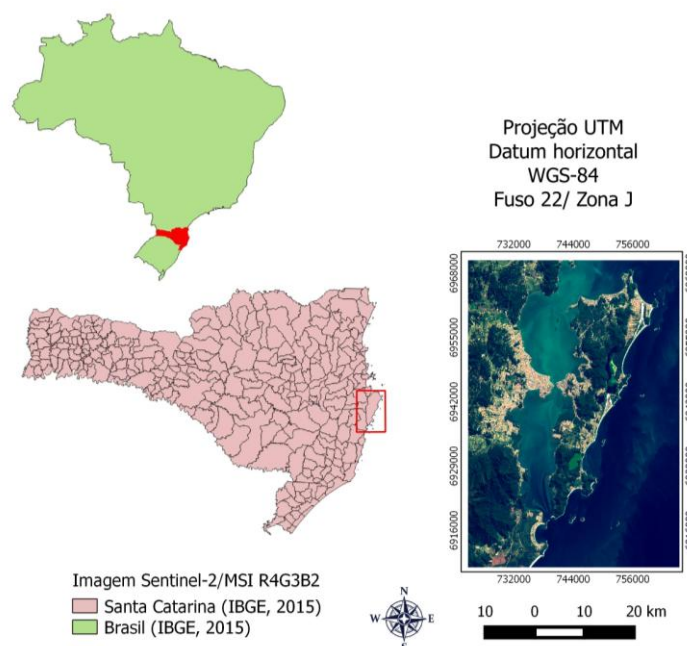 Projeção UTM
Datum horizontal
WGS-84
Fuso 22/ Zona J
732000 744000 756000
6968000
6955000
6942000
6929000
6916000
732000 744000 756000
Imagem Sentinel-2/MSI R4G3B2
Santa Catarina (IBGE, 2015)
Brasil (IBGE, 2015)
N
W E
S
10 0 10 20 km